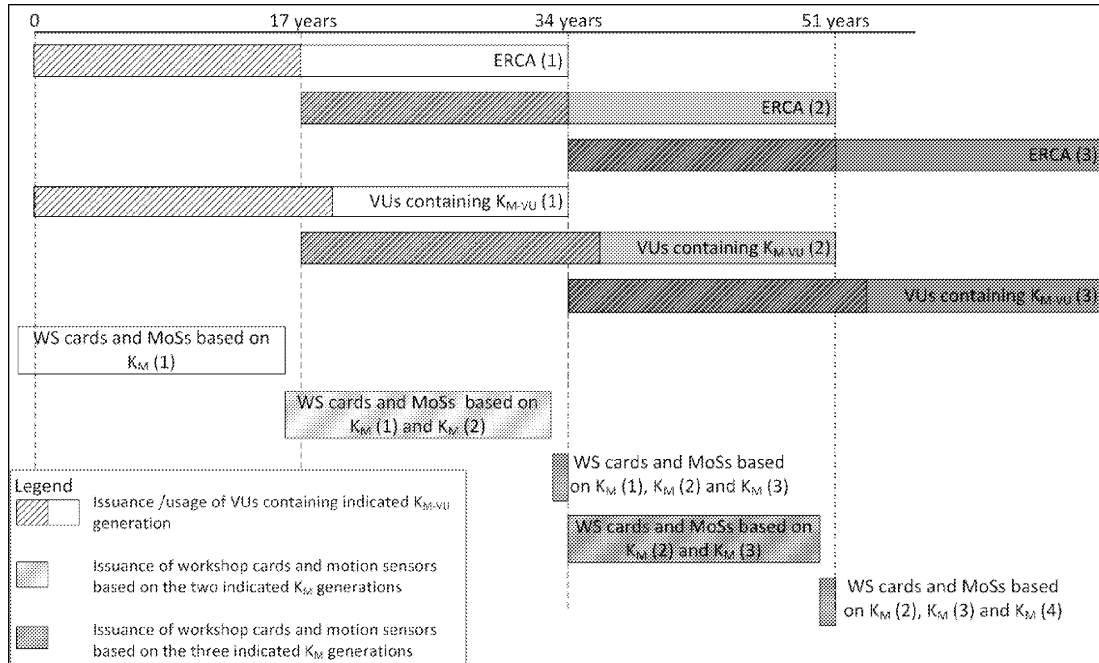 0 17 years 34 years 51 years
ERCA (1)
ERCA (2)
ERCA (3)
VUs containing KM-VU (1)
VUs containing KM-VU (2)
VUs containing KM-VU (3)
WS cards and MoSs based on
KM (1)
WS cards and MoSs based on
KM (1) and KM (2)
WS cards and MoSs based
on KM (1), KM (2) and KM (3)
WS cards and MoSs based on
KM (2) and KM (3)
WS cards and MoSs based
on KM (2), KM (3) and KM (4)
Legend
Issuance /usage of VUs containing indicated KM-VU
generation
Issuance of workshop cards and motion sensors
based on the two indicated KM generations
Issuance of workshop cards and motion sensors
based on the three indicated KM generations